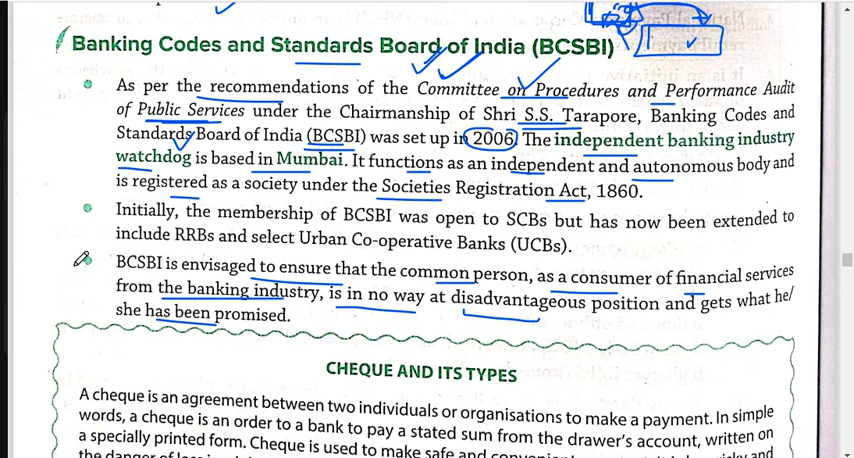 Banking Codes and Standards Board of India (BCSBI)
As per the recommendations of the Committee on Procedures and Performance Audit
of Public Services under the Chairmanship of Shri S.S. Tarapore, Banking Codes and
Standards Board of India (BCSBI) was set up in 2006. The independent banking industry
watchdog is based in Mumbai. It functions as an independent and autonomous body and
is registered as a society under the Societies Registration Act, 1860.
Initially, the membership of BCSBI was open to SCBs but has now been extended to
include RRBs and select Urban Co-operative Banks (UCBs).
BCSBI is envisaged to ensure that the common person, as a consumer of financial services
from the banking industry, is in no way at disadvantageous position and gets what he/
she has been promised.
CHEQUE AND ITS TYPES
A cheque is an agreement between two individuals or organisations to make a payment. In simple
words, a cheque is an order to a bank to pay a stated sum from the drawer's account, written on
a specially printed form. Cheque is used to make safe and
the danger of